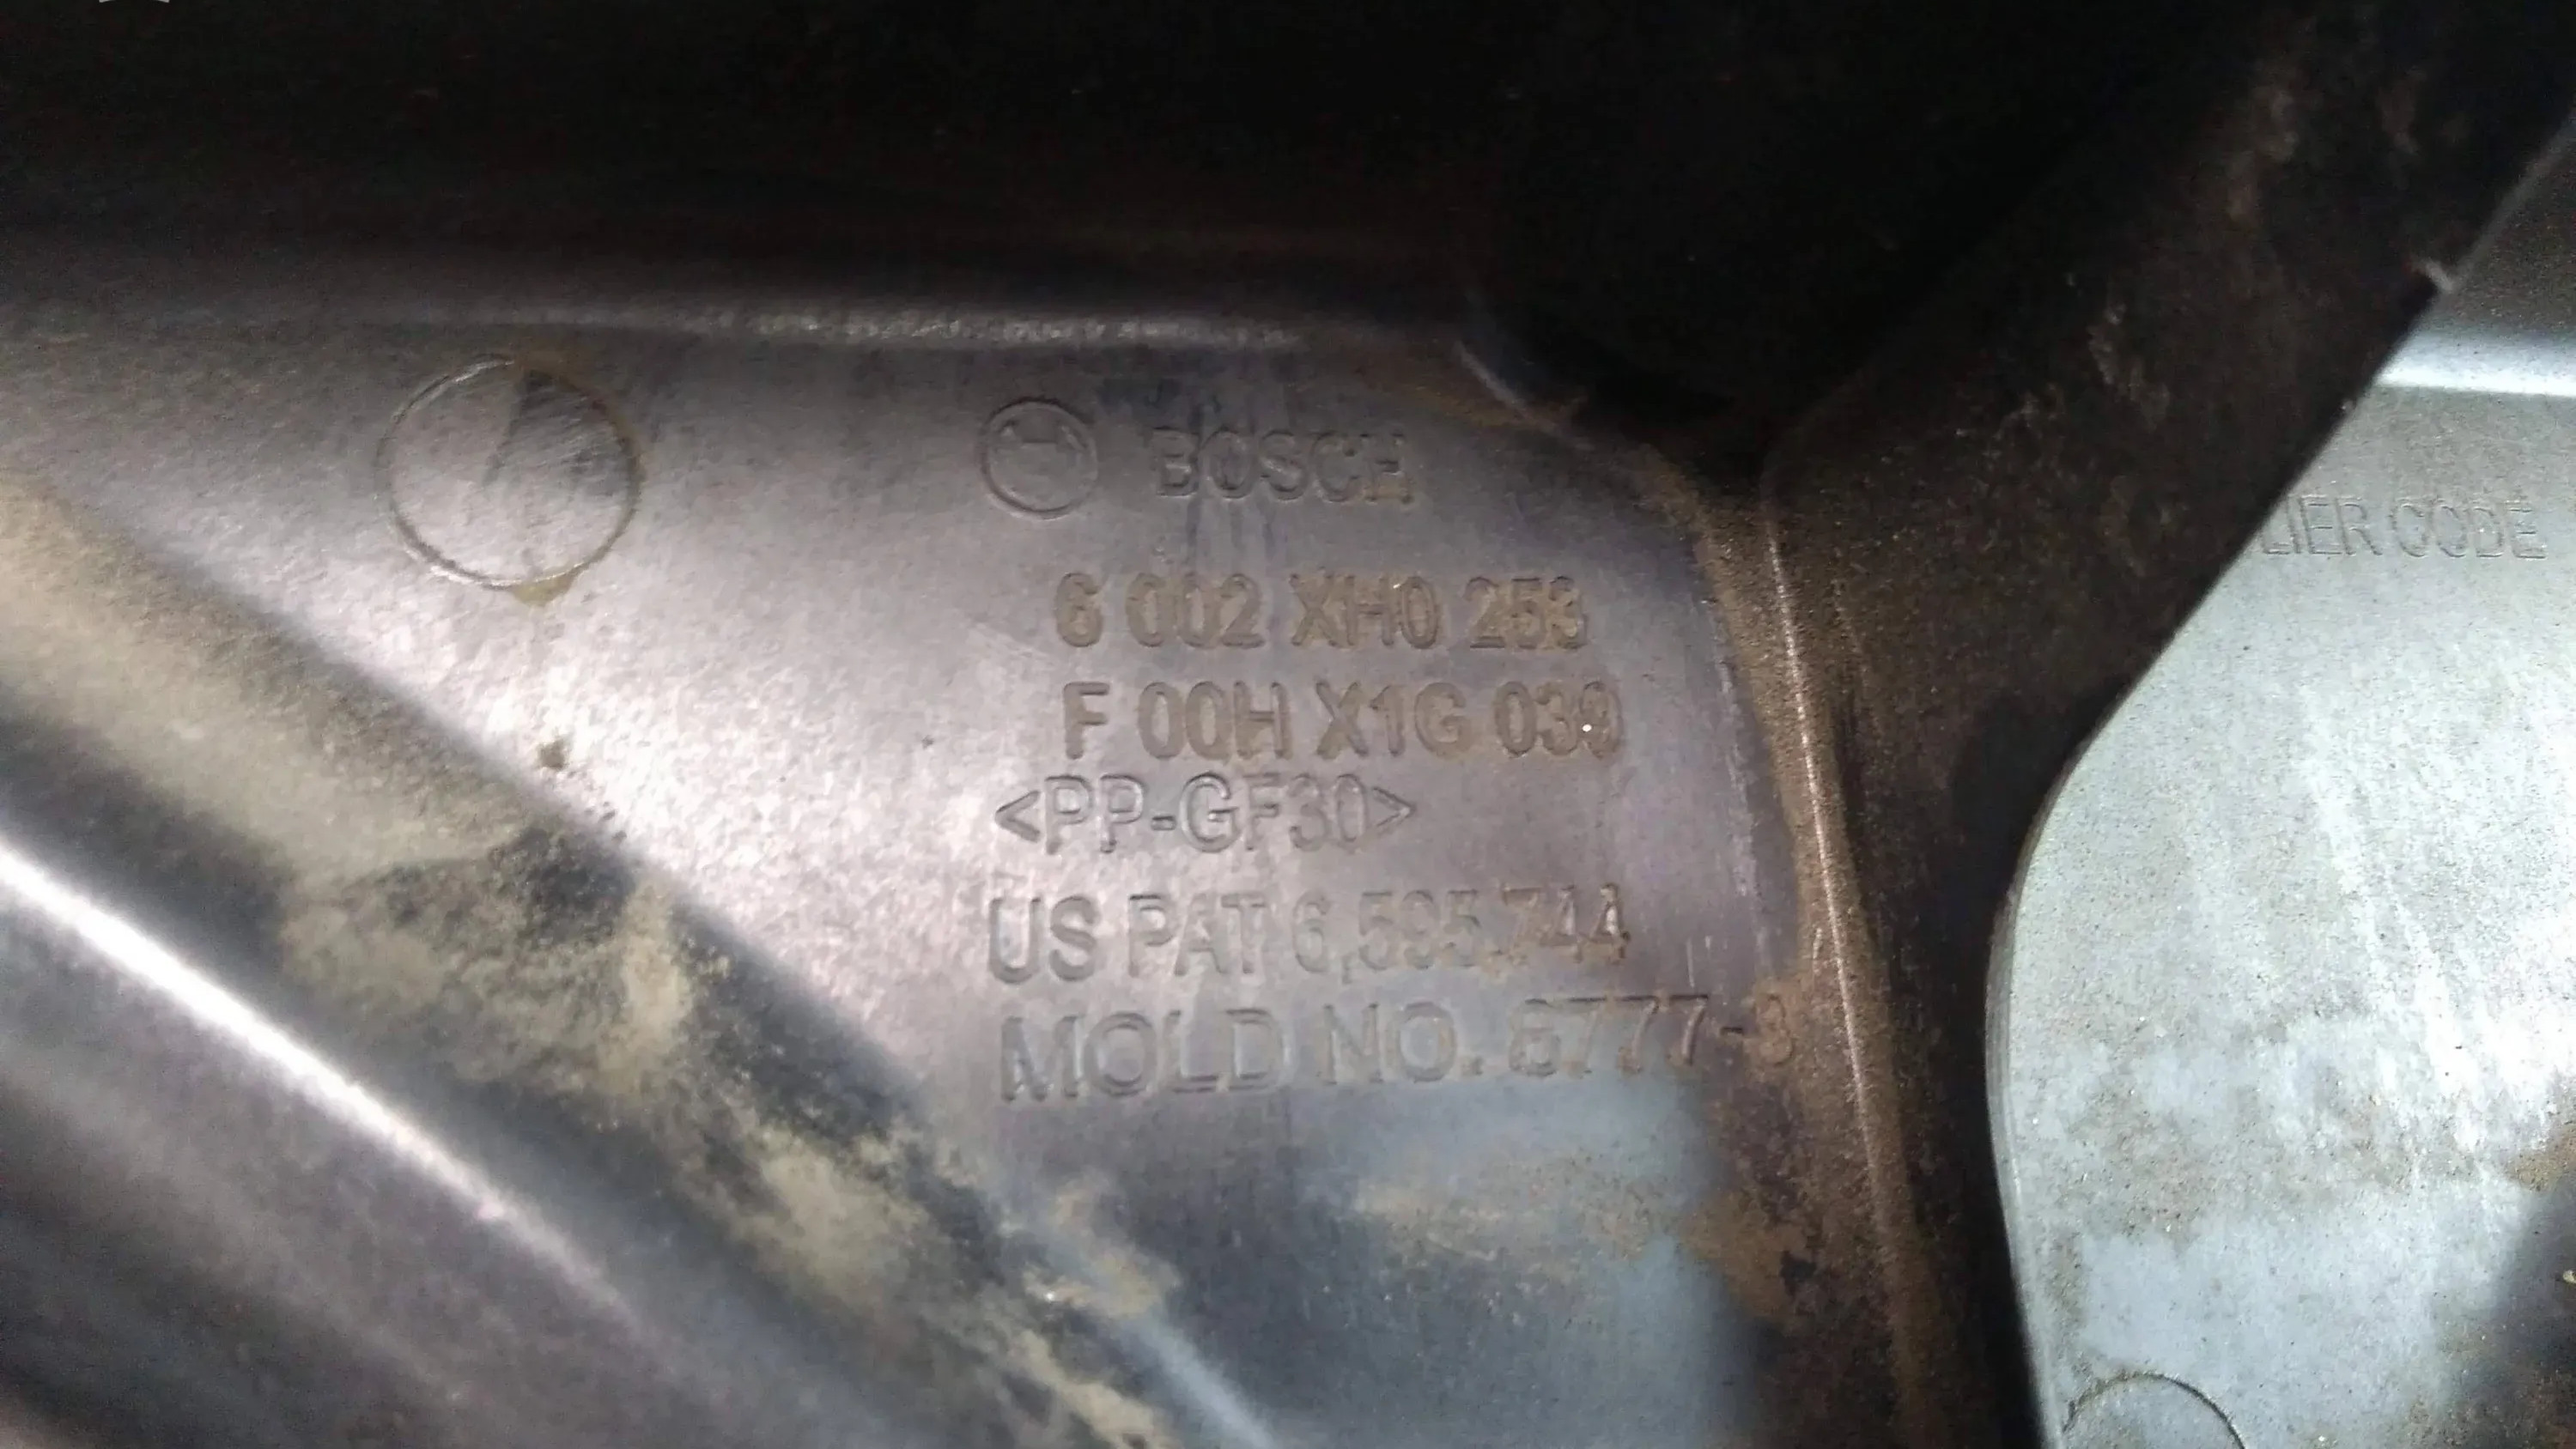 BOSCH
6 002 XH0 253
F 00H X1G 039
<PP-GF30>
US PAT 6,595,744
MOLD NO. 6777-3
LIER CODE